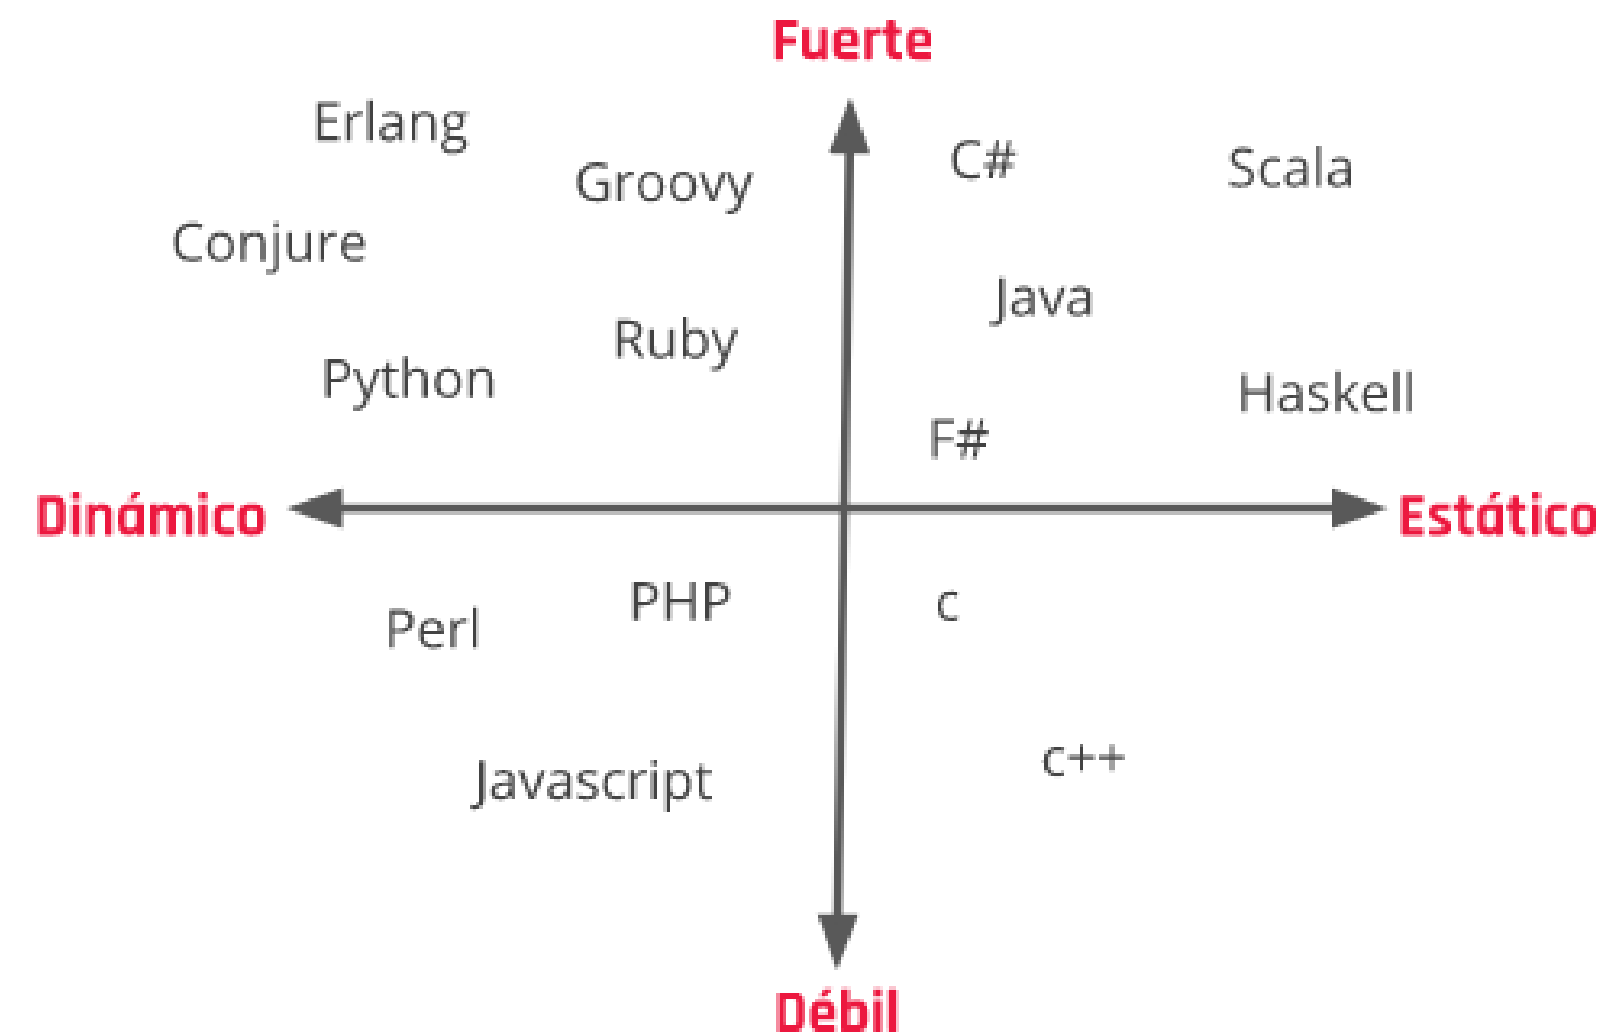 Fuerte
Erlang
C#
Scala
Groovy
Conjure
Java
Ruby
Python
Haskell
F#
Dinámico
Estático
PHP
c
Perl
c++
Javascript
Débil